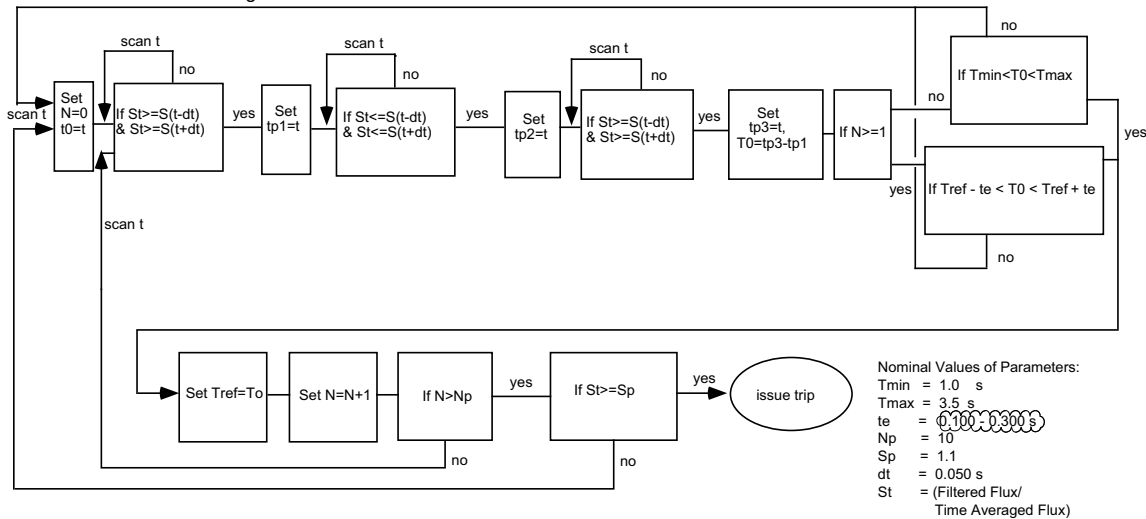 no
scan t
no
scan t
no
scan t
no
scan t
Set
N=0
t0=t
If St>=S(t-dt)
& St>=S(t+dt)
yes
Set
tp1=t
If St<=S(t-dt)
& St<=S(t+dt)
yes
Set
tp2=t
If St>=S(t-dt)
& St>=S(t+dt)
yes
Set
tp3=t,
T0=tp3-tp1
If N>=1
no
If Tmin<T0<Tmax
yes
yes
If Tref - te < T0 < Tref + te
no
scan t
Set Tref=To
Set N=N+1
If N>Np
yes
If St>=Sp
yes
issue trip
no
no
Nominal Values of Parameters:
Tmin = 1.0 s
Tmax = 3.5 s
te = 0.100 - 0.300 s
Np = 10
Sp = 1.1
dt = 0.050 s
St = (Filtered Flux/
Time Averaged Flux)